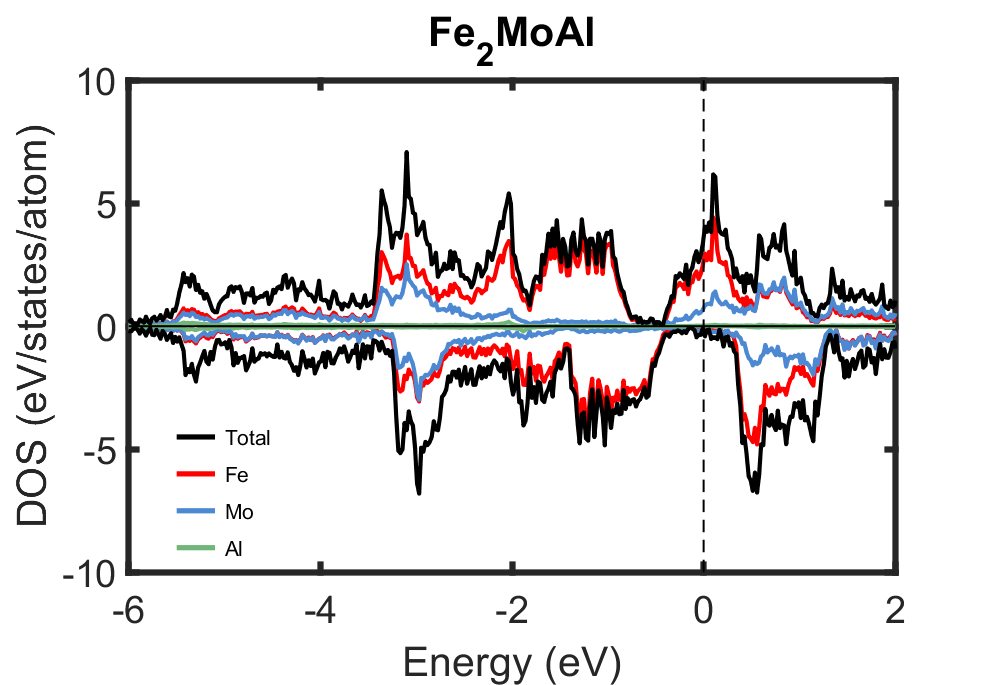 Fe2MoAl
DOS (eV/states/atom)
10
5
0
-5
-10
Total
Fe
Mo
Al
-6
-4
-2
0
2
Energy (eV)